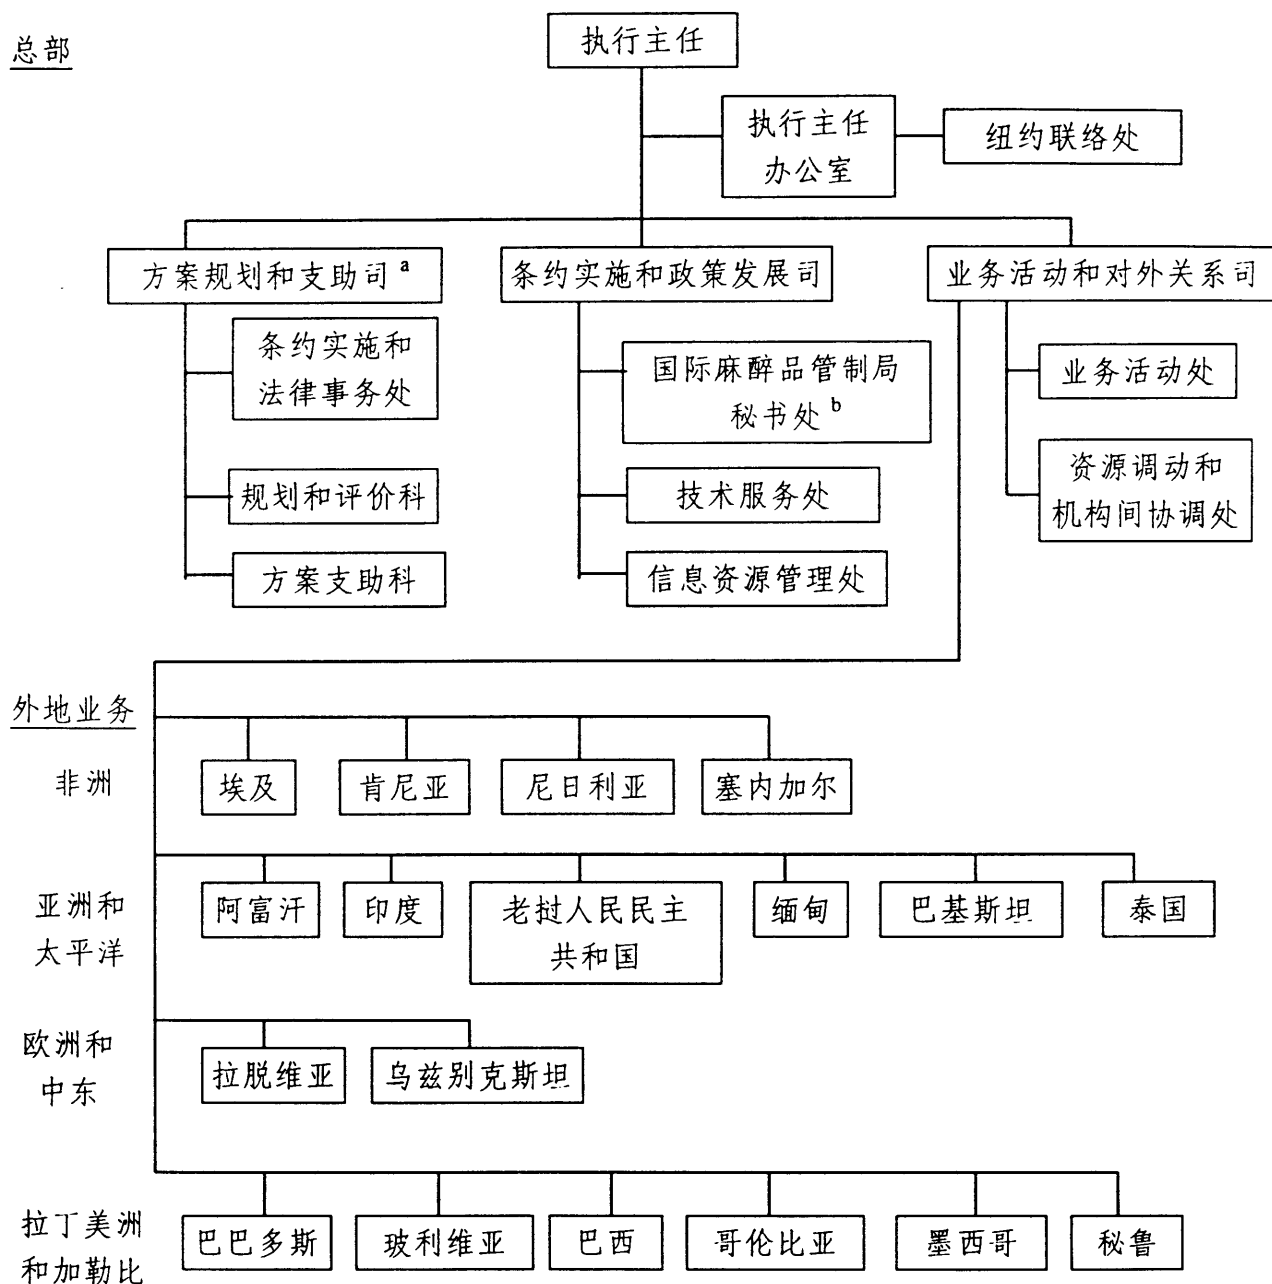 总部
执行主任
执行主任
办公室
纽约联络处
方案规划和支助司 a
条约实施和政策发展司
业务活动和对外关系司
条约实施和
法律事务处
规划和评价科
方案支助科
国际麻醉品管制局
秘书处 b
技术服务处
信息资源管理处
业务活动处
资源调动和
机构间协调处
外地业务
非洲
埃及
肯尼亚
尼日利亚
塞内加尔
亚洲和
太平洋
阿富汗
印度
老挝人民民主
共和国
缅甸
巴基斯坦
泰国
欧洲和
中东
拉脱维亚
乌兹别克斯坦
拉丁美洲
和加勒比
巴巴多斯
玻利维亚
巴西
哥伦比亚
墨西哥
秘鲁